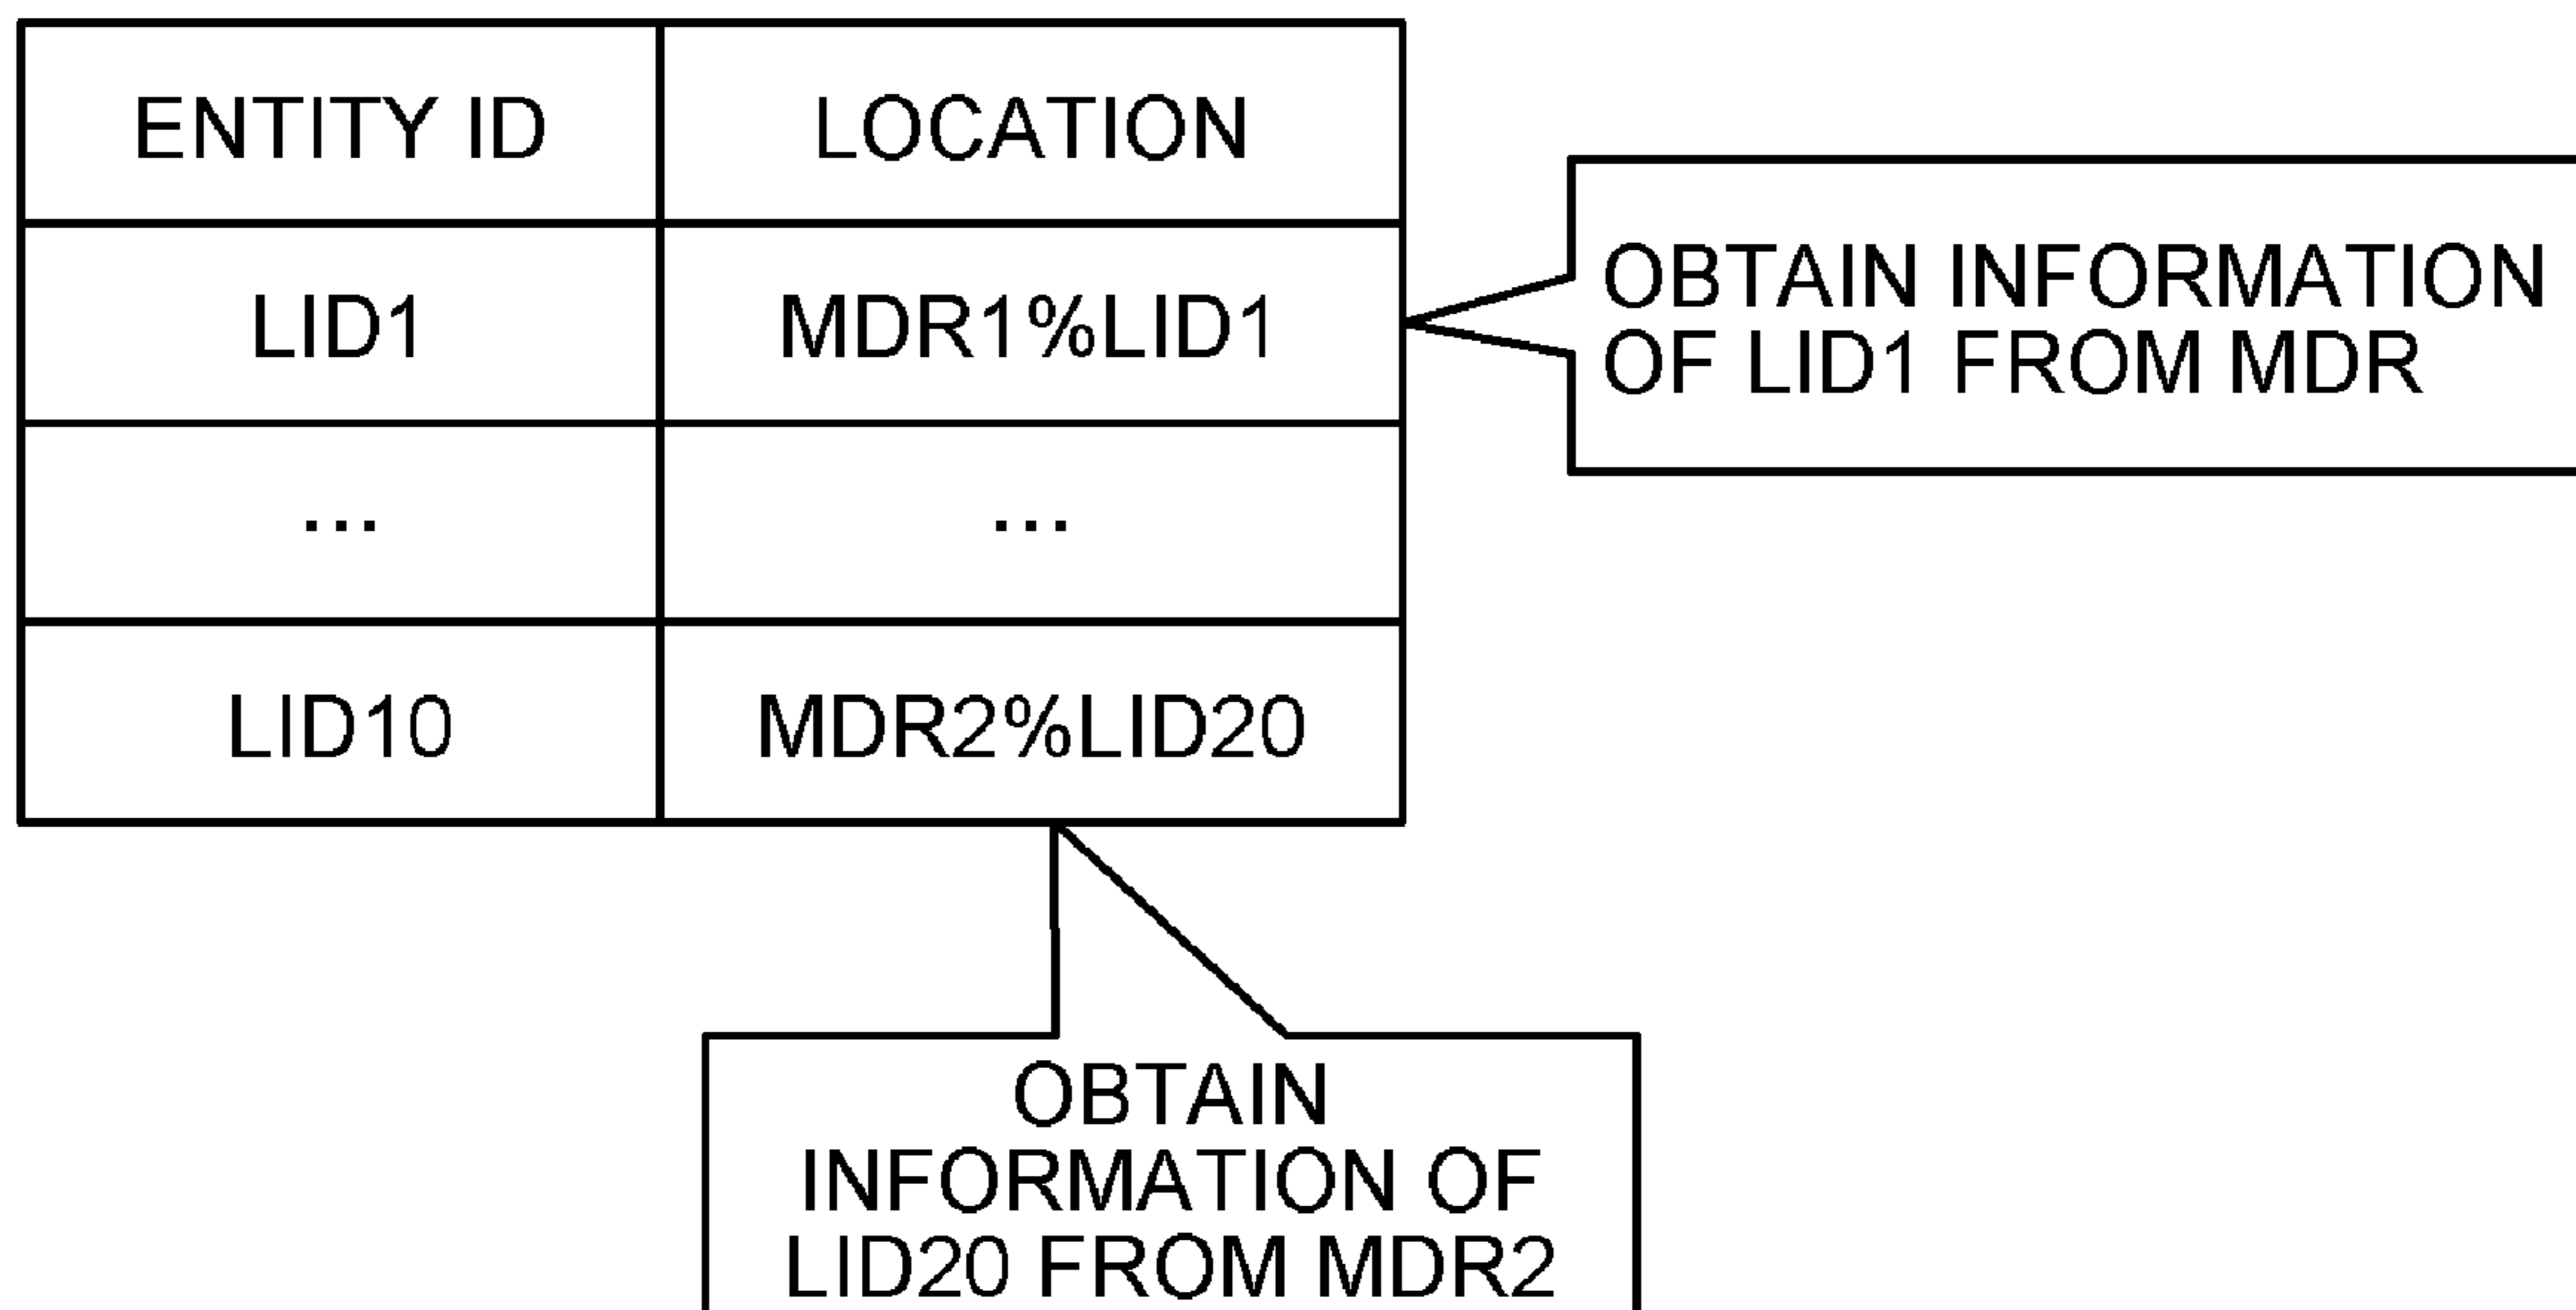 ENTITY ID LOCATION
LID1 MDR1%LID1
OBTAIN INFORMATION
OF LID1 FROM MDR
... ...
LID10 MDR2%LID20
OBTAIN
INFORMATION OF
LID20 FROM MDR2